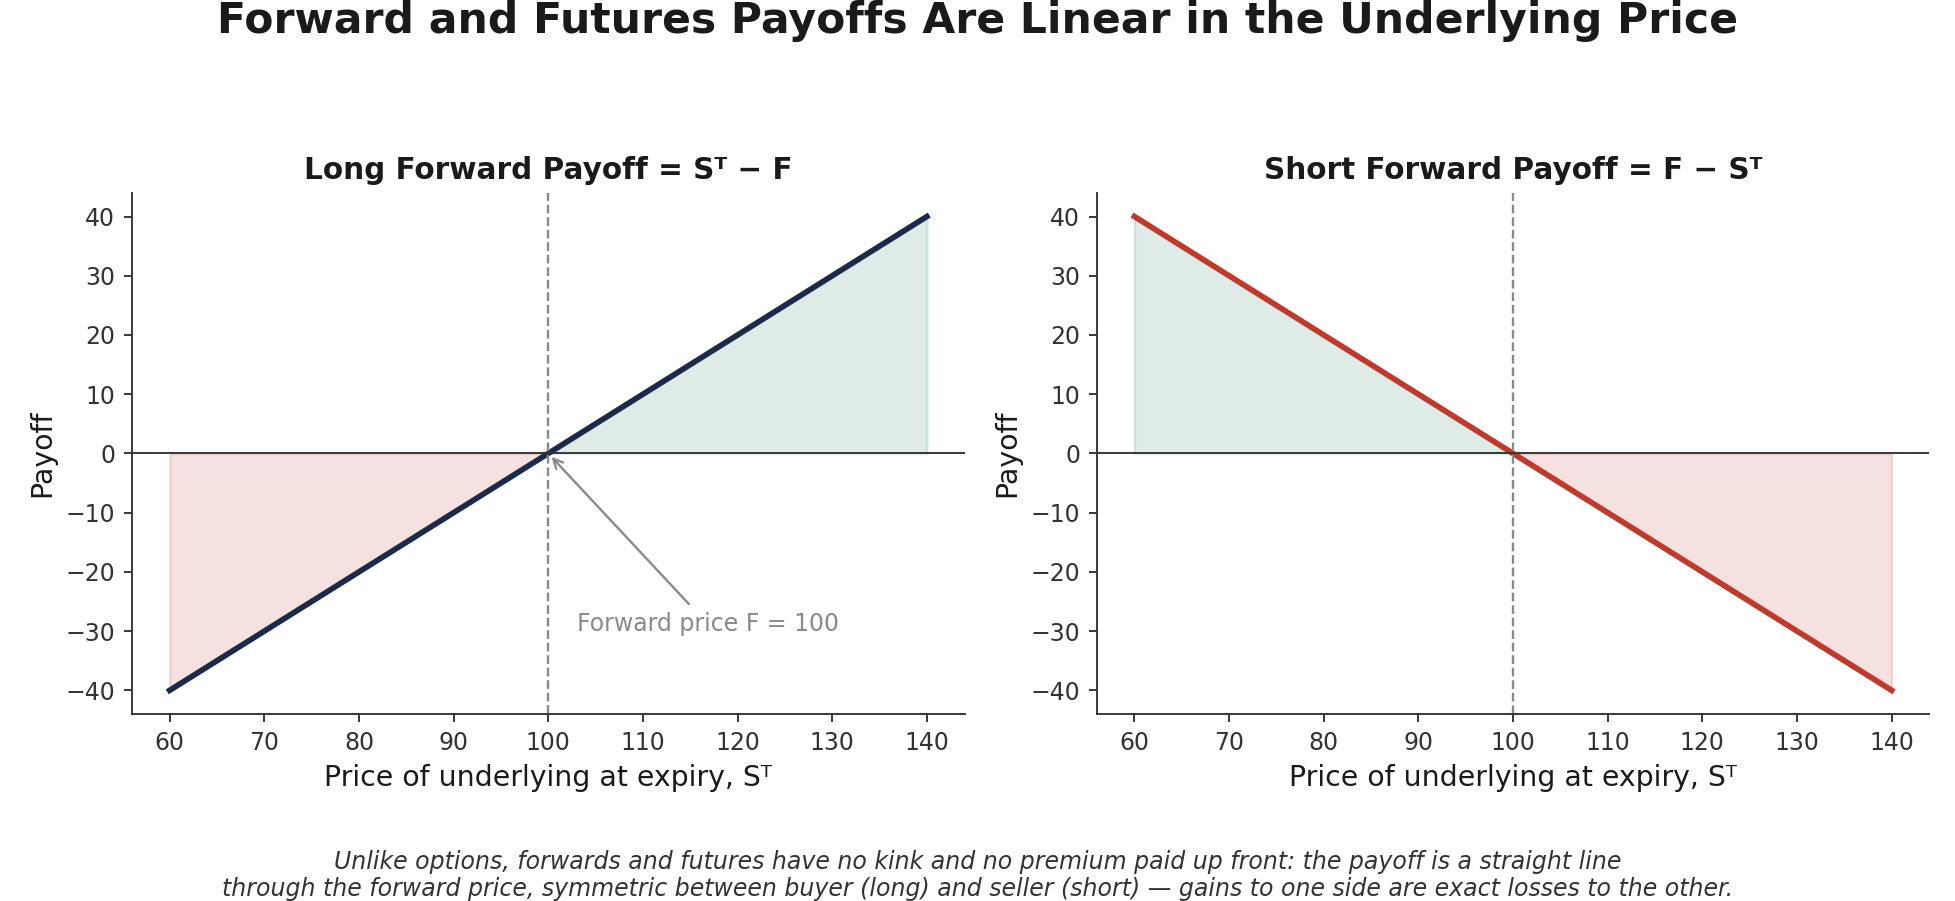 Forward and Futures Payoffs Are Linear in the Underlying Price
Long Forward Payoff = Sᵀ − F
Payoff
40
30
20
10
0
−10
−20
−30
−40
Forward price F = 100
60 70 80 90 100 110 120 130 140
Price of underlying at expiry, Sᵀ
Short Forward Payoff = F − Sᵀ
Payoff
40
30
20
10
0
−10
−20
−30
−40
60 70 80 90 100 110 120 130 140
Price of underlying at expiry, Sᵀ
Unlike options, forwards and futures have no kink and no premium paid up front: the payoff is a straight line
through the forward price, symmetric between buyer (long) and seller (short) — gains to one side are exact losses to the other.